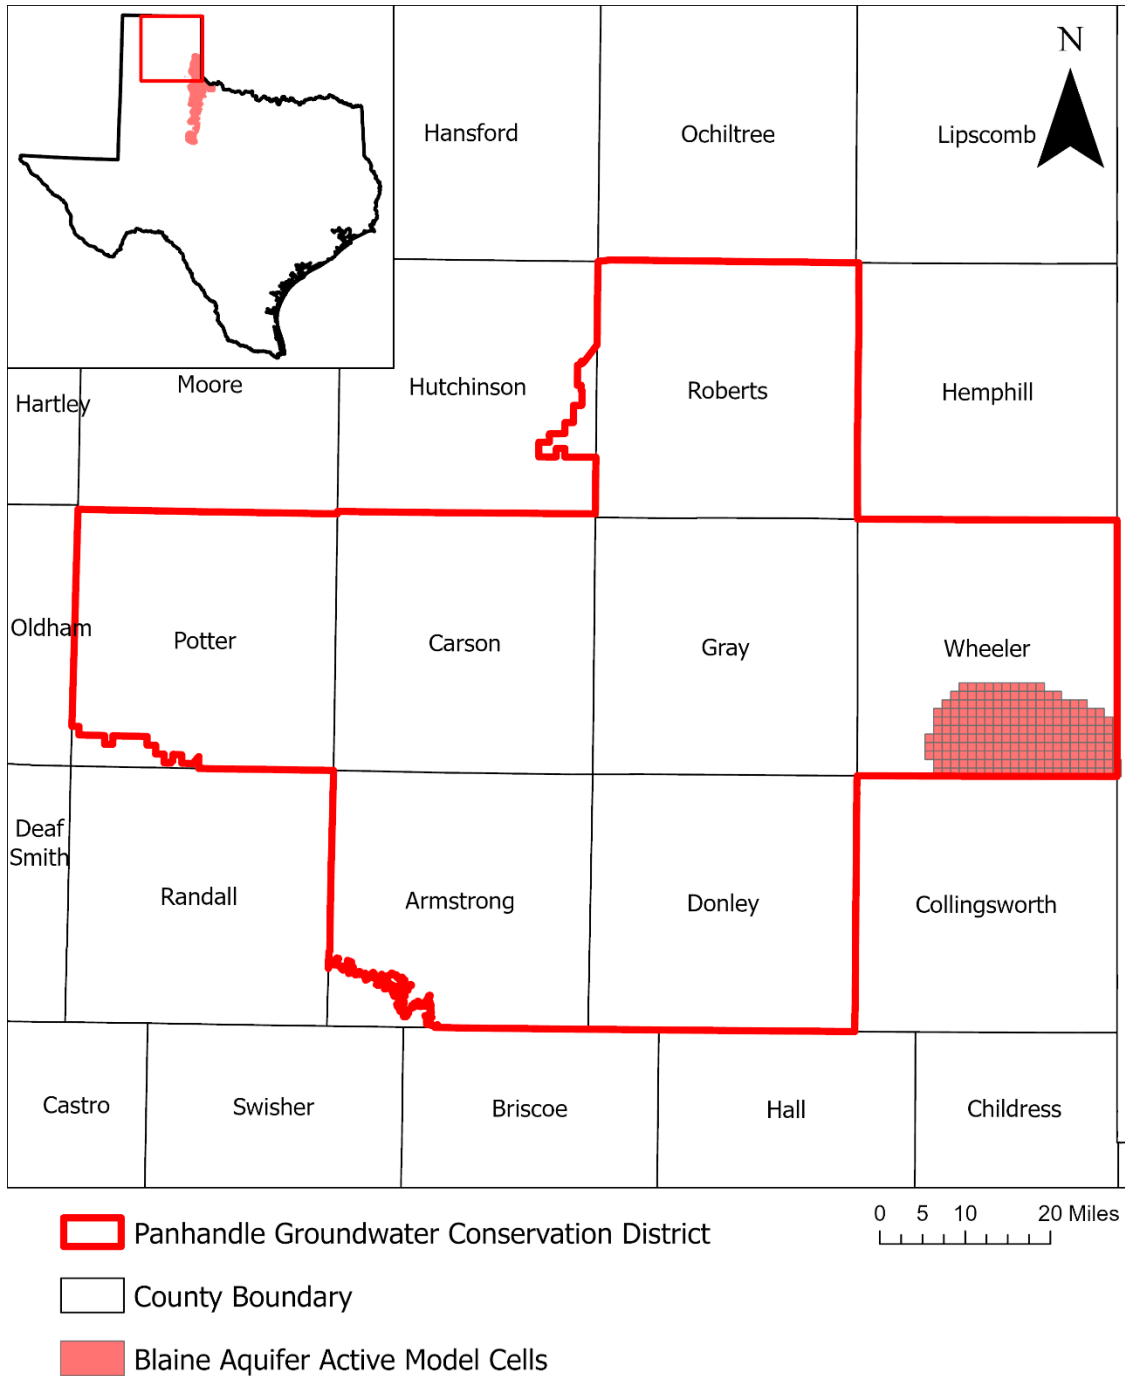 N
Hansford
Ochiltree
Lipscomb
Hartley
Moore
Hutchinson
Roberts
Hemphill
Oldham
Potter
Carson
Gray
Wheeler
Deaf
Smith
Randall
Armstrong
Donley
Collingsworth
Castro
Swisher
Briscoe
Hall
Childress
0 5 10 20 Miles
Panhandle Groundwater Conservation District
County Boundary
Blaine Aquifer Active Model Cells